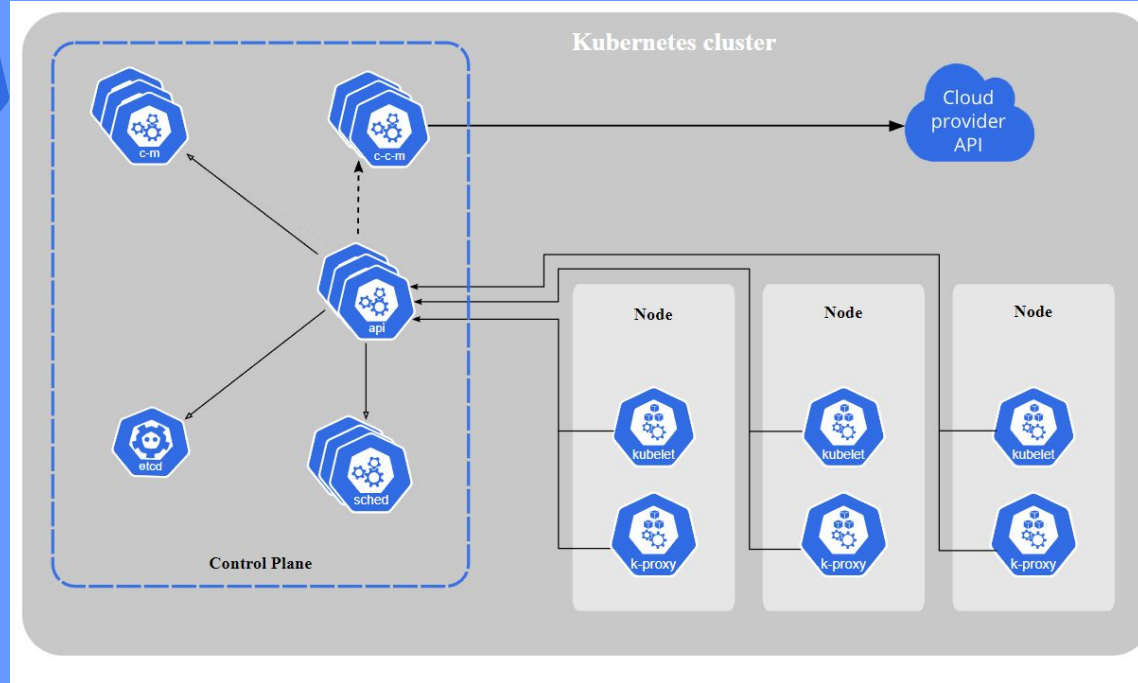 Kubernetes cluster
c-m
c-c-m
Cloud
provider
API
api
Node
Node
Node
etcd
sched
kubelet
kubelet
kubelet
k-proxy
k-proxy
k-proxy
Control Plane